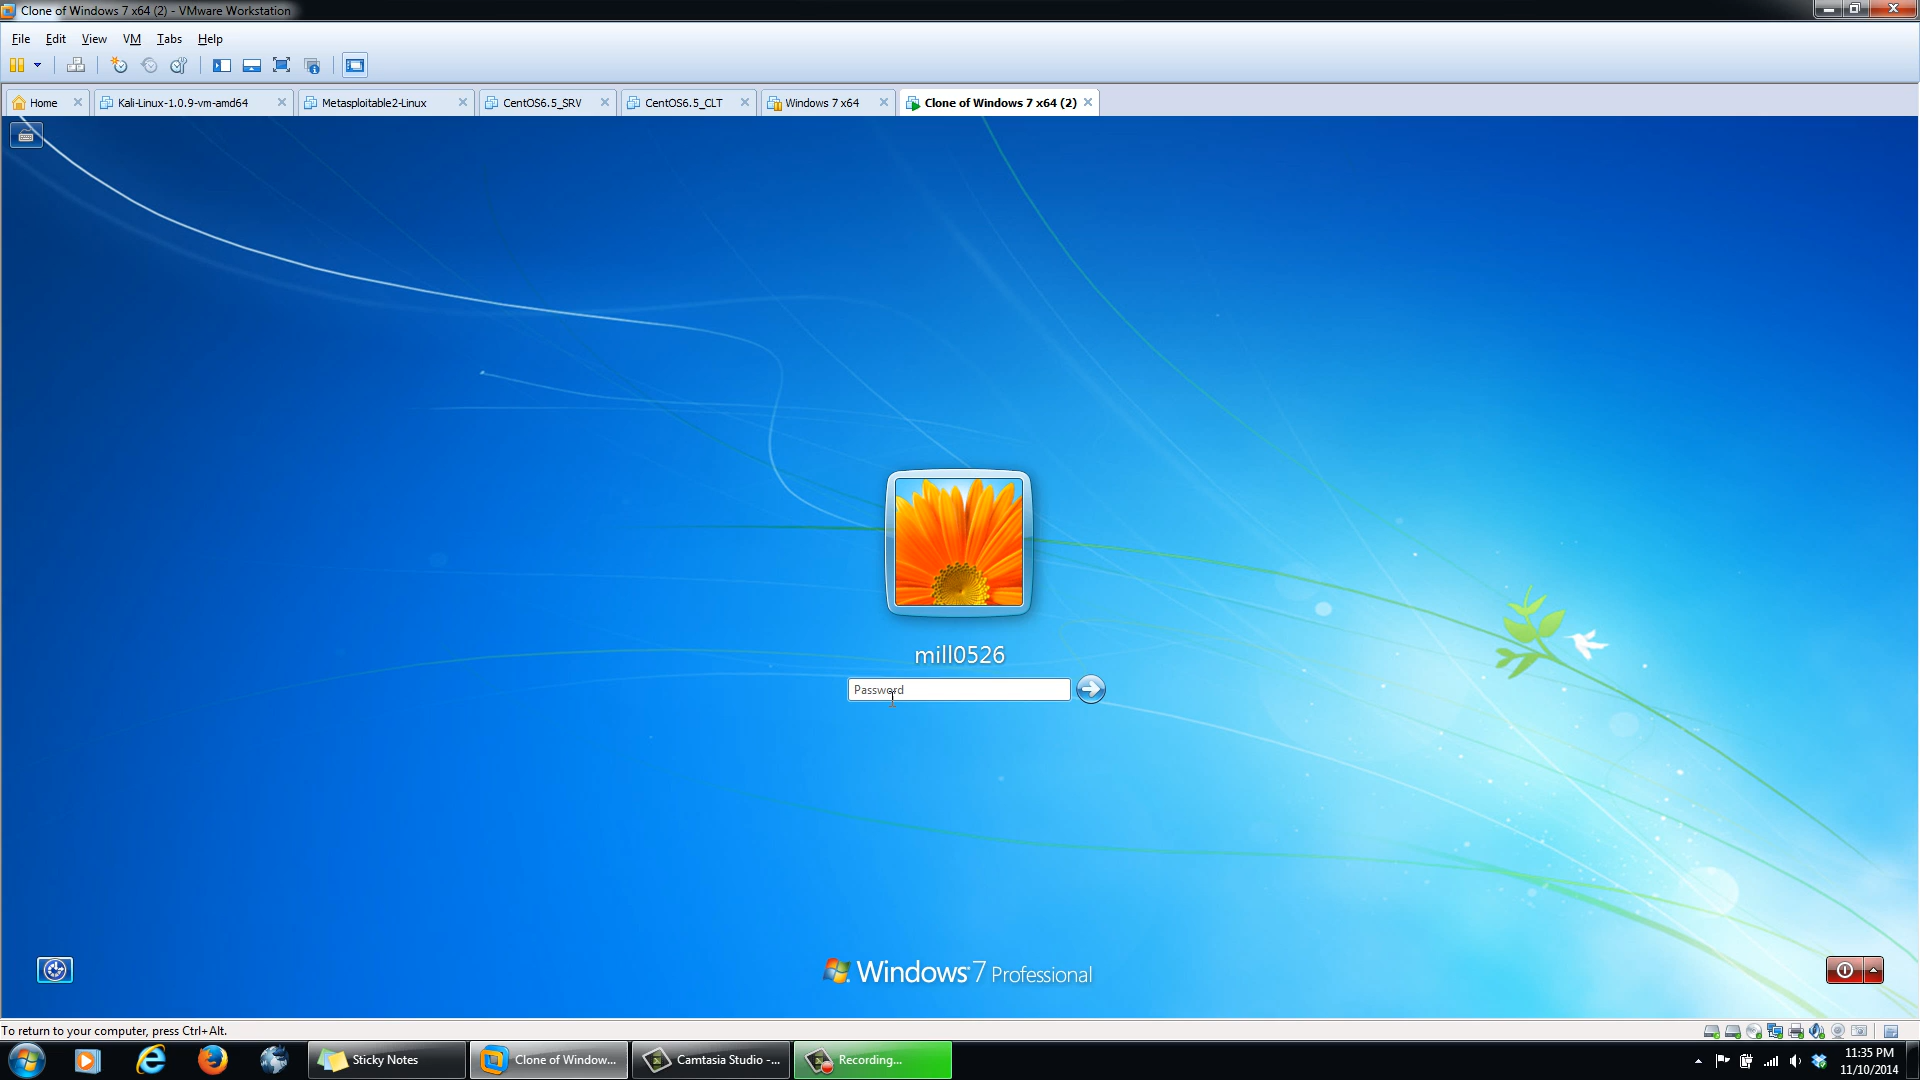 Clone of Windows 7 x64 (2) - VMware Workstation
File Edit View VM Tabs Help
Home Kali-Linux-1.0.9-vm-amd64 Metasploitable2-Linux CentOS6.5_SRV CentOS6.5_CLT Windows 7 x64 Clone of Windows 7 x64 (2)
mill0526
Password
Windows 7 Professional
To return to your computer, press Ctrl+Alt.
Sticky Notes Clone of Window... Camtasia Studio -... Recording... 11:35 PM
11/10/2014